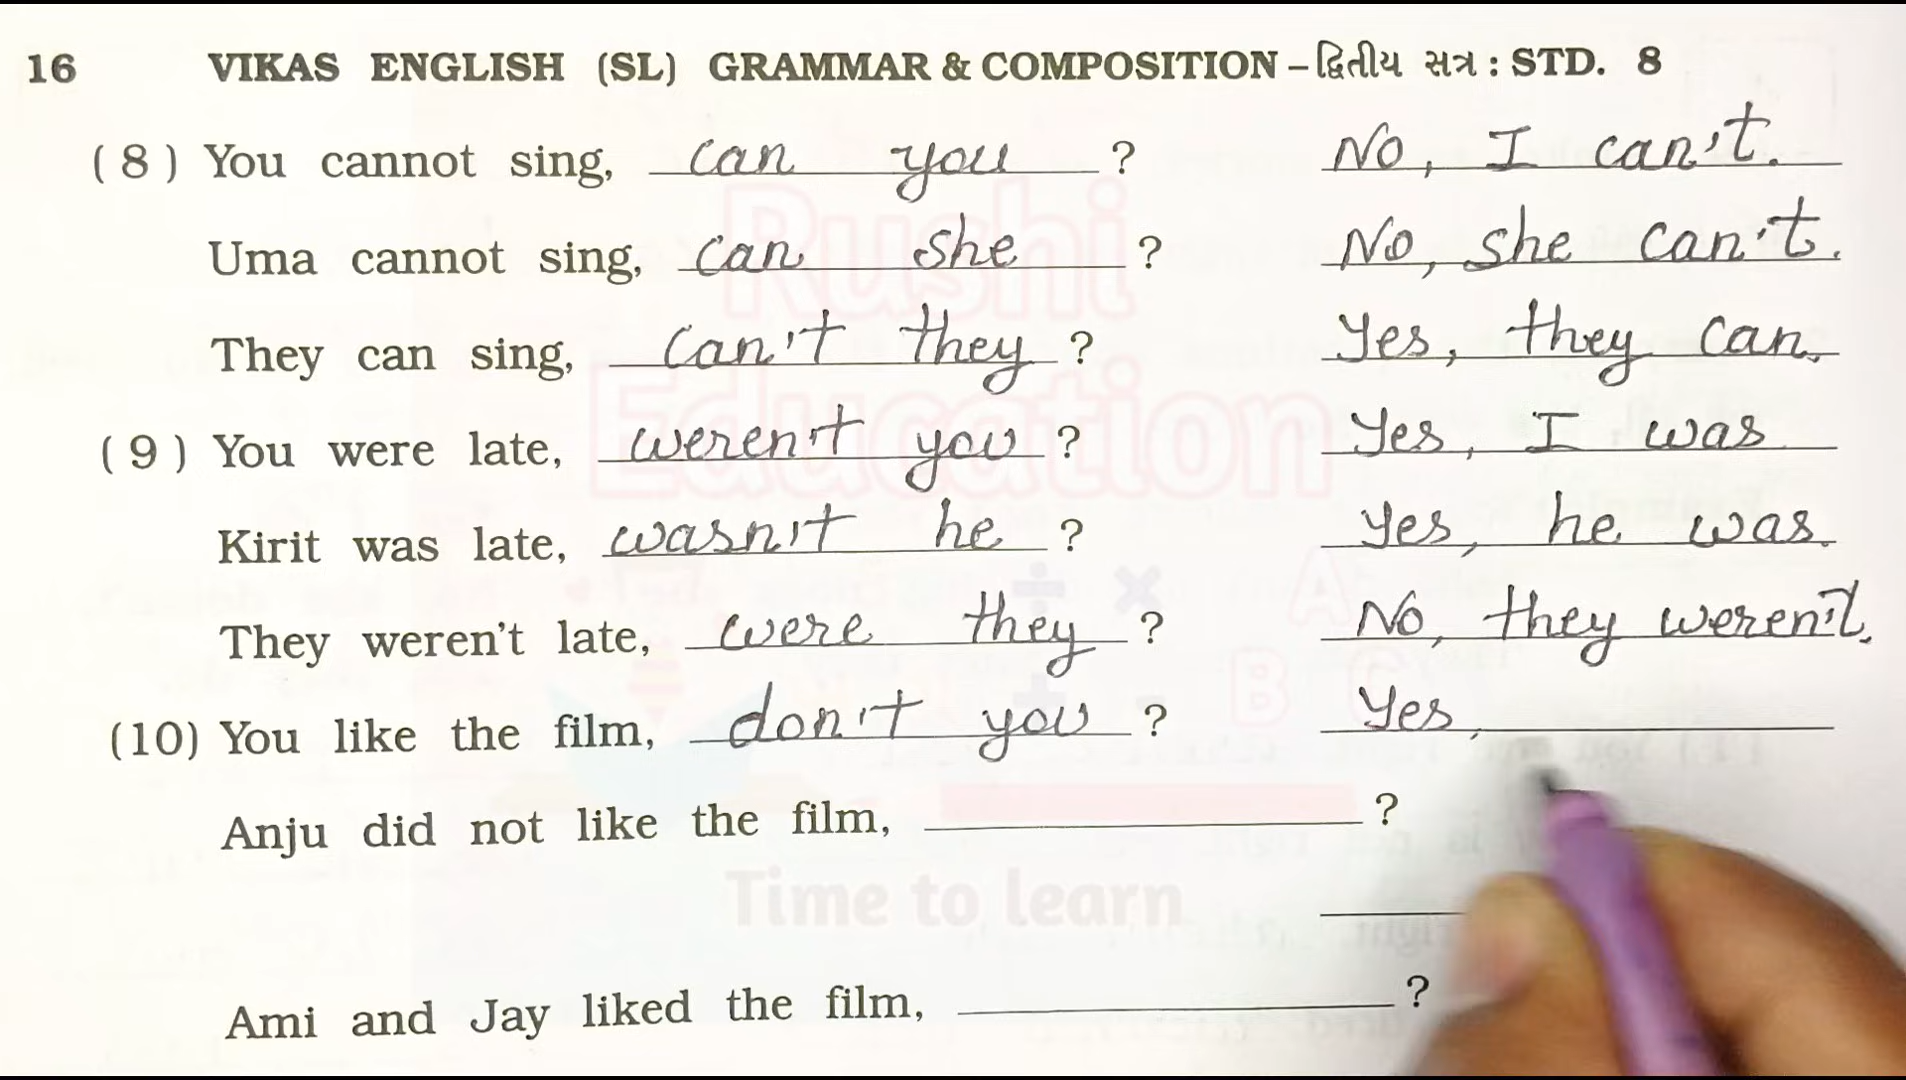 16 VIKAS ENGLISH (SL) GRAMMAR & COMPOSITION – દ્વિતીય સત્ર : STD. 8
(8) You cannot sing, can you ? No, I can't.
Uma cannot sing, can she ? No, she can't.
They can sing, can't they ? Yes, they can.
(9) You were late, weren't you ? Yes, I was
Kirit was late, wasn't he ? Yes, he was.
They weren't late, were they ? No, they weren't.
(10) You like the film, don't you ? Yes,
Anju did not like the film, ?
Ami and Jay liked the film, ?
Rushi
Education
Time to learn